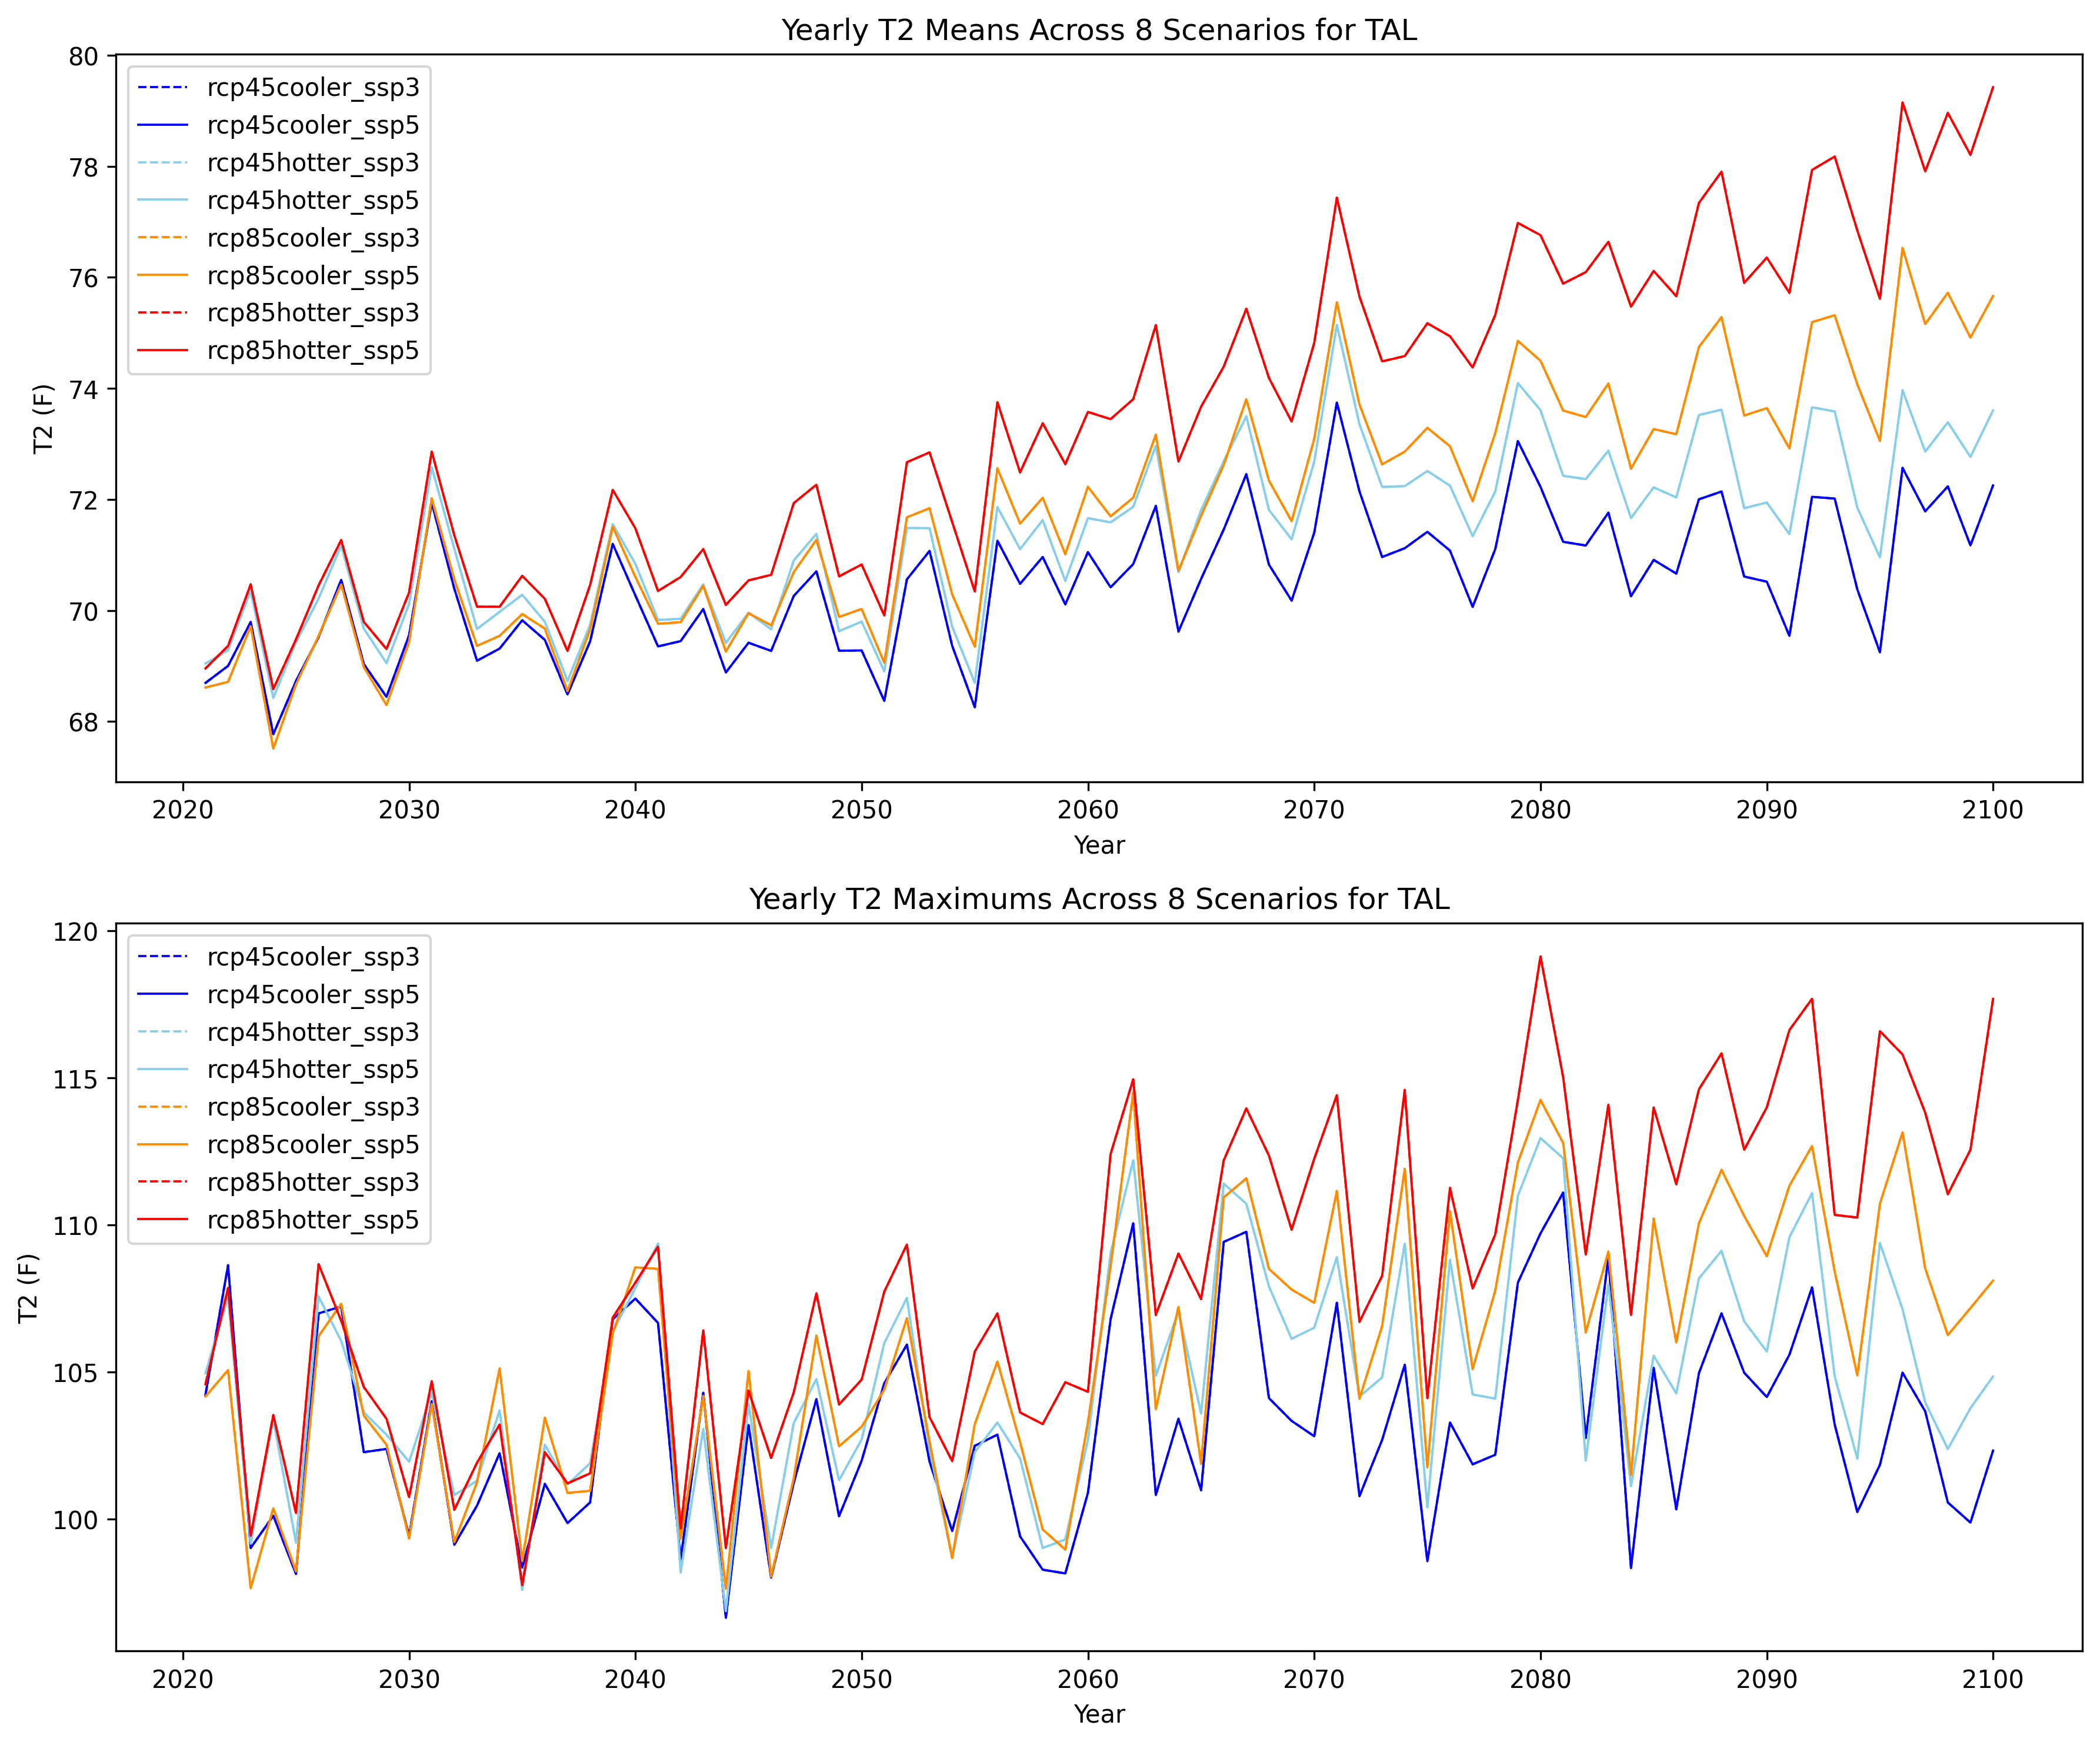 Yearly T2 Means Across 8 Scenarios for TAL
80
78
76
74
72
70
68
T2 (F)
rcp45cooler_ssp3
rcp45cooler_ssp5
rcp45hotter_ssp3
rcp45hotter_ssp5
rcp85cooler_ssp3
rcp85cooler_ssp5
rcp85hotter_ssp3
rcp85hotter_ssp5
2020 2030 2040 2050 2060 2070 2080 2090 2100
Year
Yearly T2 Maximums Across 8 Scenarios for TAL
120
115
110
105
100
T2 (F)
rcp45cooler_ssp3
rcp45cooler_ssp5
rcp45hotter_ssp3
rcp45hotter_ssp5
rcp85cooler_ssp3
rcp85cooler_ssp5
rcp85hotter_ssp3
rcp85hotter_ssp5
2020 2030 2040 2050 2060 2070 2080 2090 2100
Year